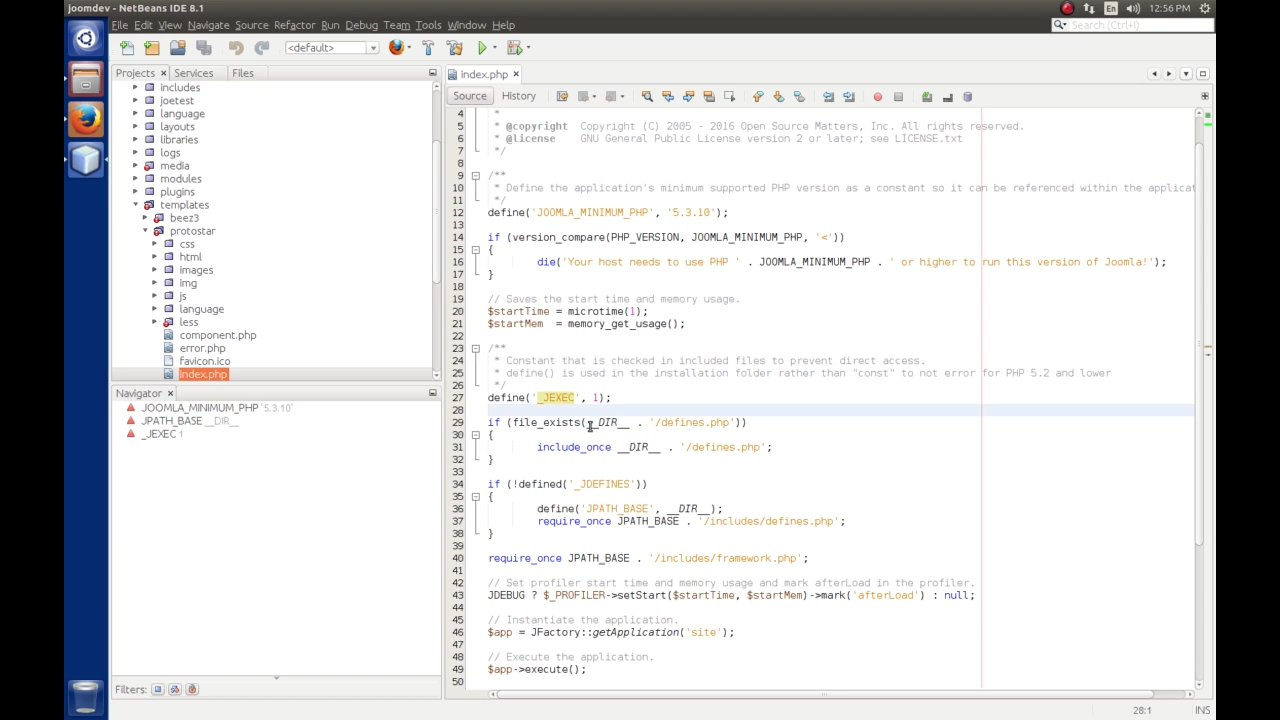 joomdev - NetBeans IDE 8.1
En
12:56 PM
File Edit View Navigate Source Refactor Run Debug Team Tools Window Help
Search (Ctrl+I)
<default>
Projects Services Files
includes
joetest
language
layouts
libraries
logs
media
modules
plugins
templates
beez3
protostar
css
html
images
img
js
language
less
component.php
error.php
favicon.ico
index.php
Navigator
JOOMLA_MINIMUM_PHP '5.3.10'
JPATH_BASE __DIR__
_JEXEC 1
Filters:
index.php
Source History
4 *
5 * @copyright Copyright (C) 2005 - 2016 Open Source Matters, Inc. All rights reserved.
6 * @license GNU General Public License version 2 or later; see LICENSE.txt
7 */
8
9 /**
10 * Define the application's minimum supported PHP version as a constant so it can be referenced within the applicat
11 */
12 define('JOOMLA_MINIMUM_PHP', '5.3.10');
13
14 if (version_compare(PHP_VERSION, JOOMLA_MINIMUM_PHP, '<'))
15 {
16 die('Your host needs to use PHP ' . JOOMLA_MINIMUM_PHP . ' or higher to run this version of Joomla!');
17 }
18
19 // Saves the start time and memory usage.
20 $startTime = microtime(1);
21 $startMem = memory_get_usage();
22
23 /**
24 * Constant that is checked in included files to prevent direct access.
25 * define() is used in the installation folder rather than "const" to not error for PHP 5.2 and lower
26 */
27 define('_JEXEC', 1);
28
29 if (file_exists(__DIR__ . '/defines.php'))
30 {
31 include_once __DIR__ . '/defines.php';
32 }
33
34 if (!defined('_JDEFINES'))
35 {
36 define('JPATH_BASE', __DIR__);
37 require_once JPATH_BASE . '/includes/defines.php';
38 }
39
40 require_once JPATH_BASE . '/includes/framework.php';
41
42 // Set profiler start time and memory usage and mark afterLoad in the profiler.
43 JDEBUG ? $_PROFILER->setStart($startTime, $startMem)->mark('afterLoad') : null;
44
45 // Instantiate the application.
46 $app = JFactory::getApplication('site');
47
48 // Execute the application.
49 $app->execute();
50
28:1 INS